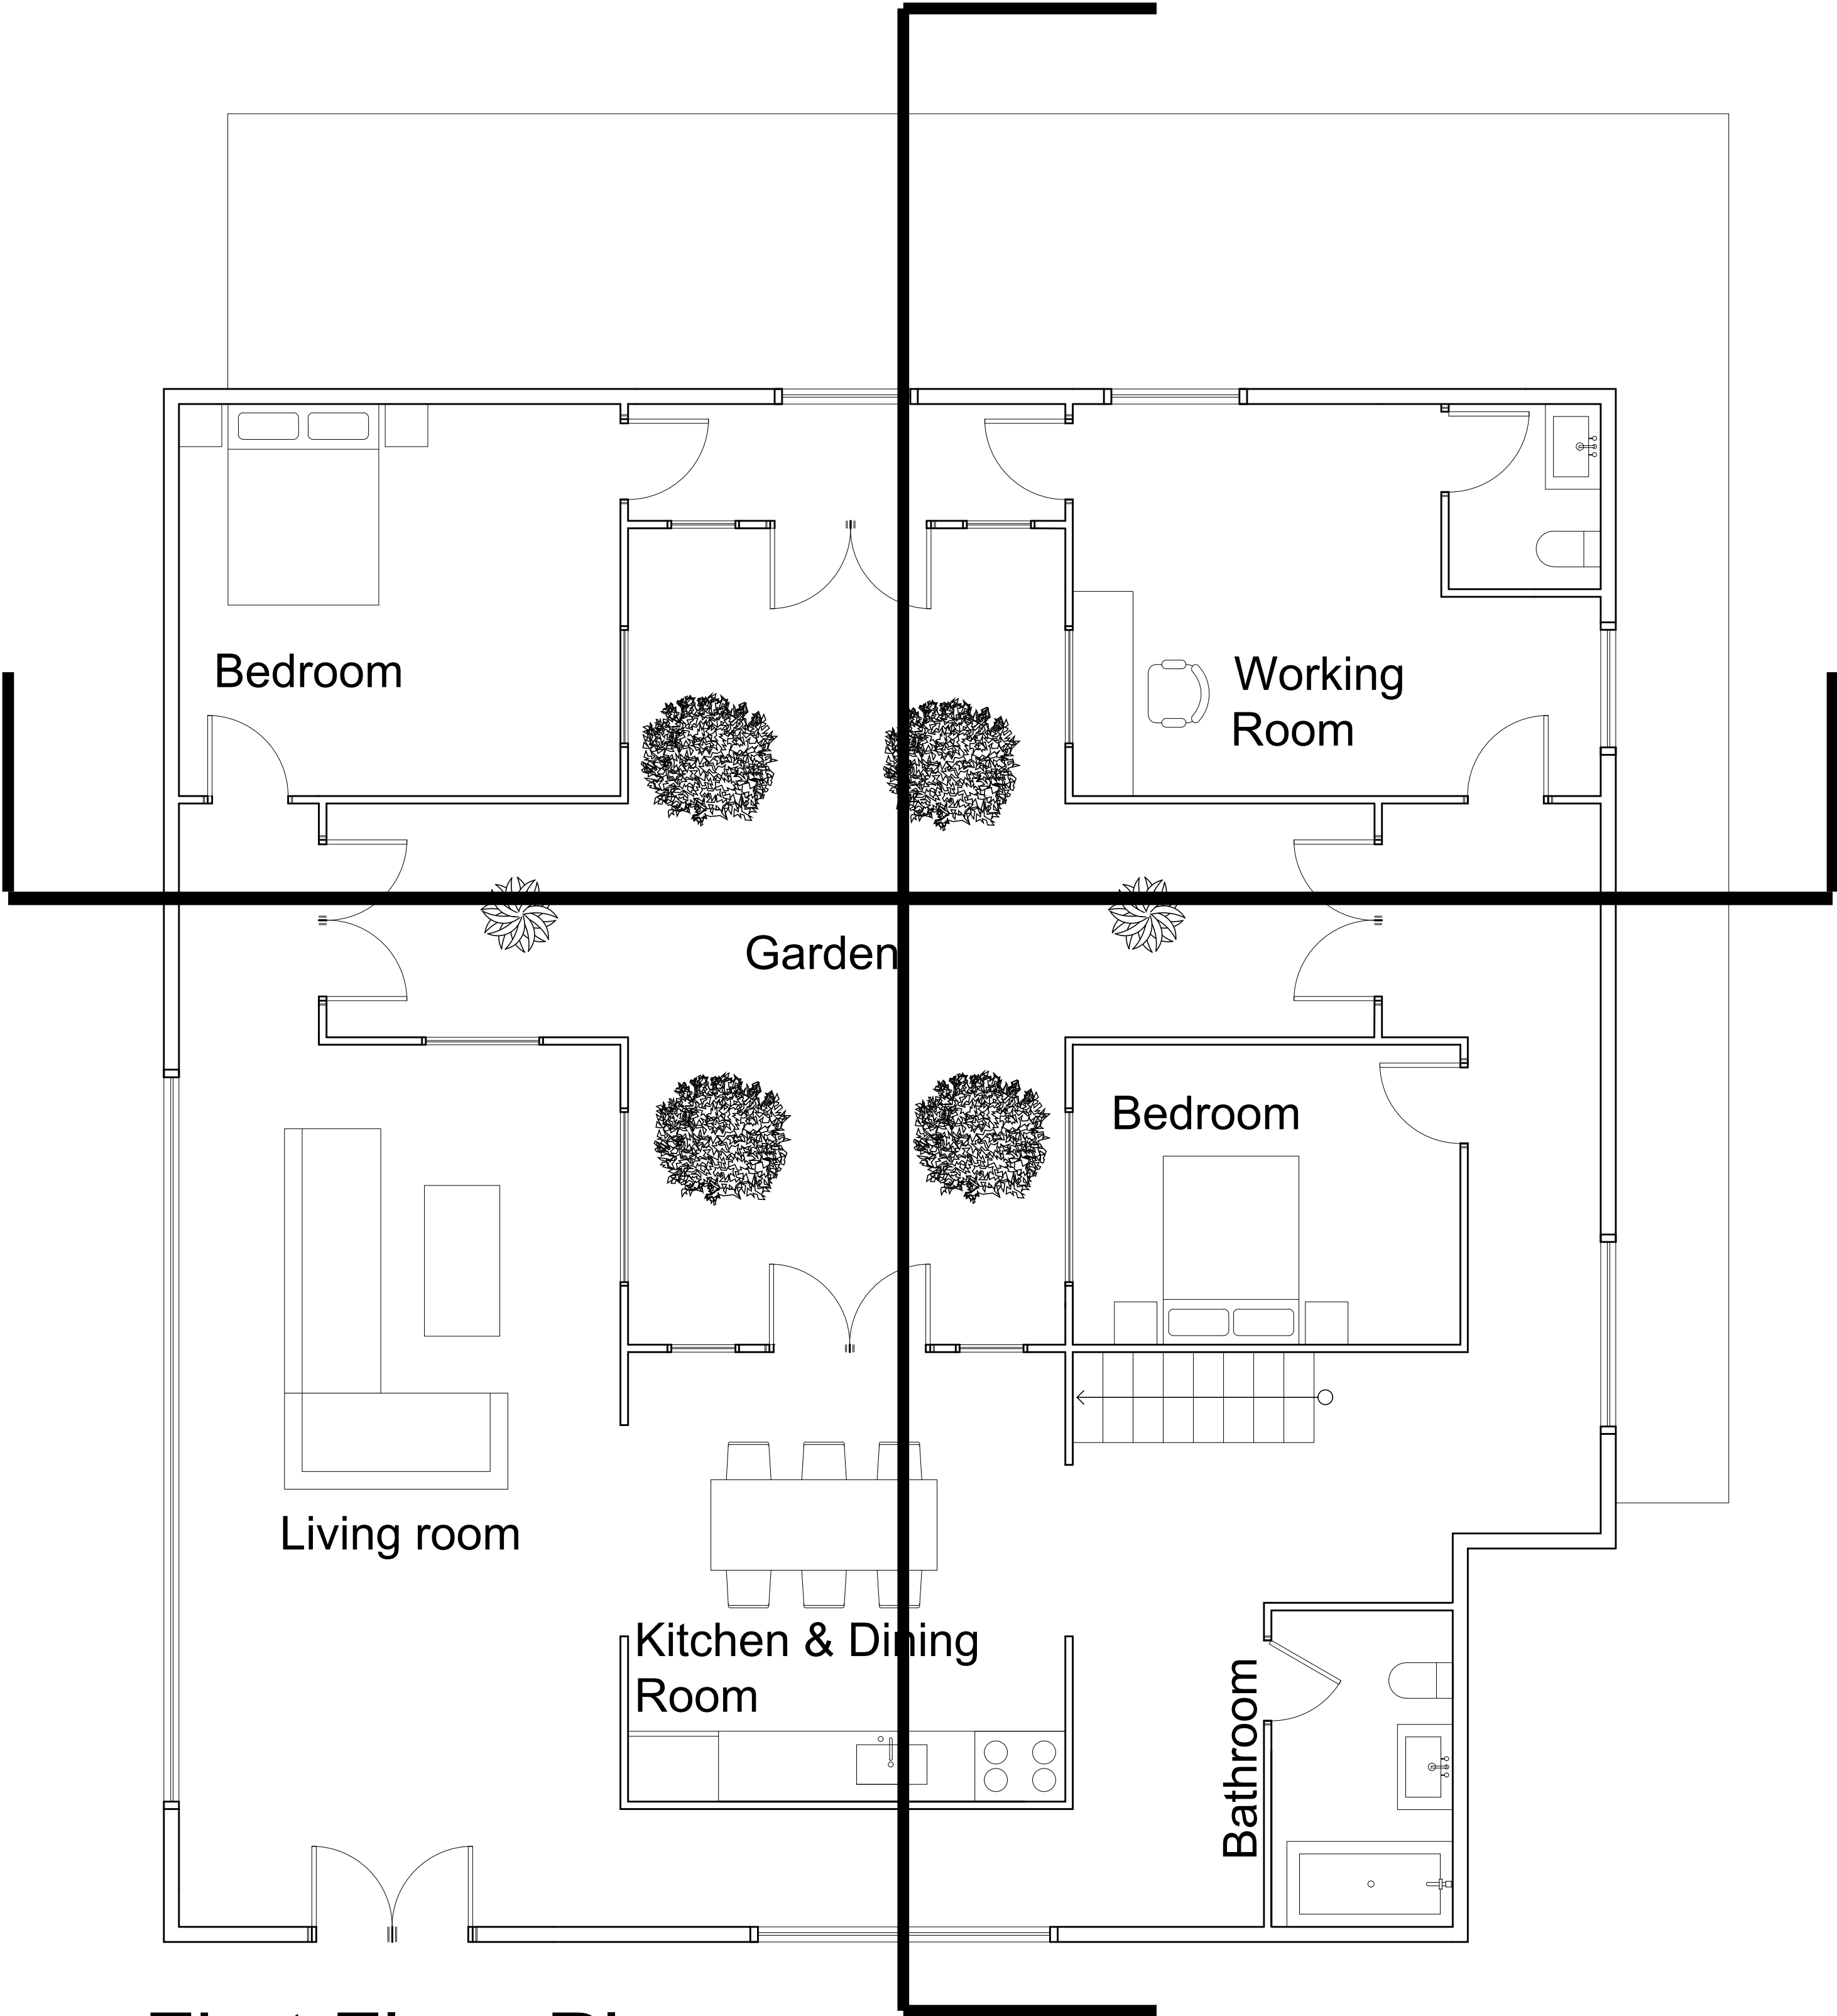 Bedroom
Working
Room
Garden
Bedroom
Living room
Kitchen & Dining
Room
Bathroom